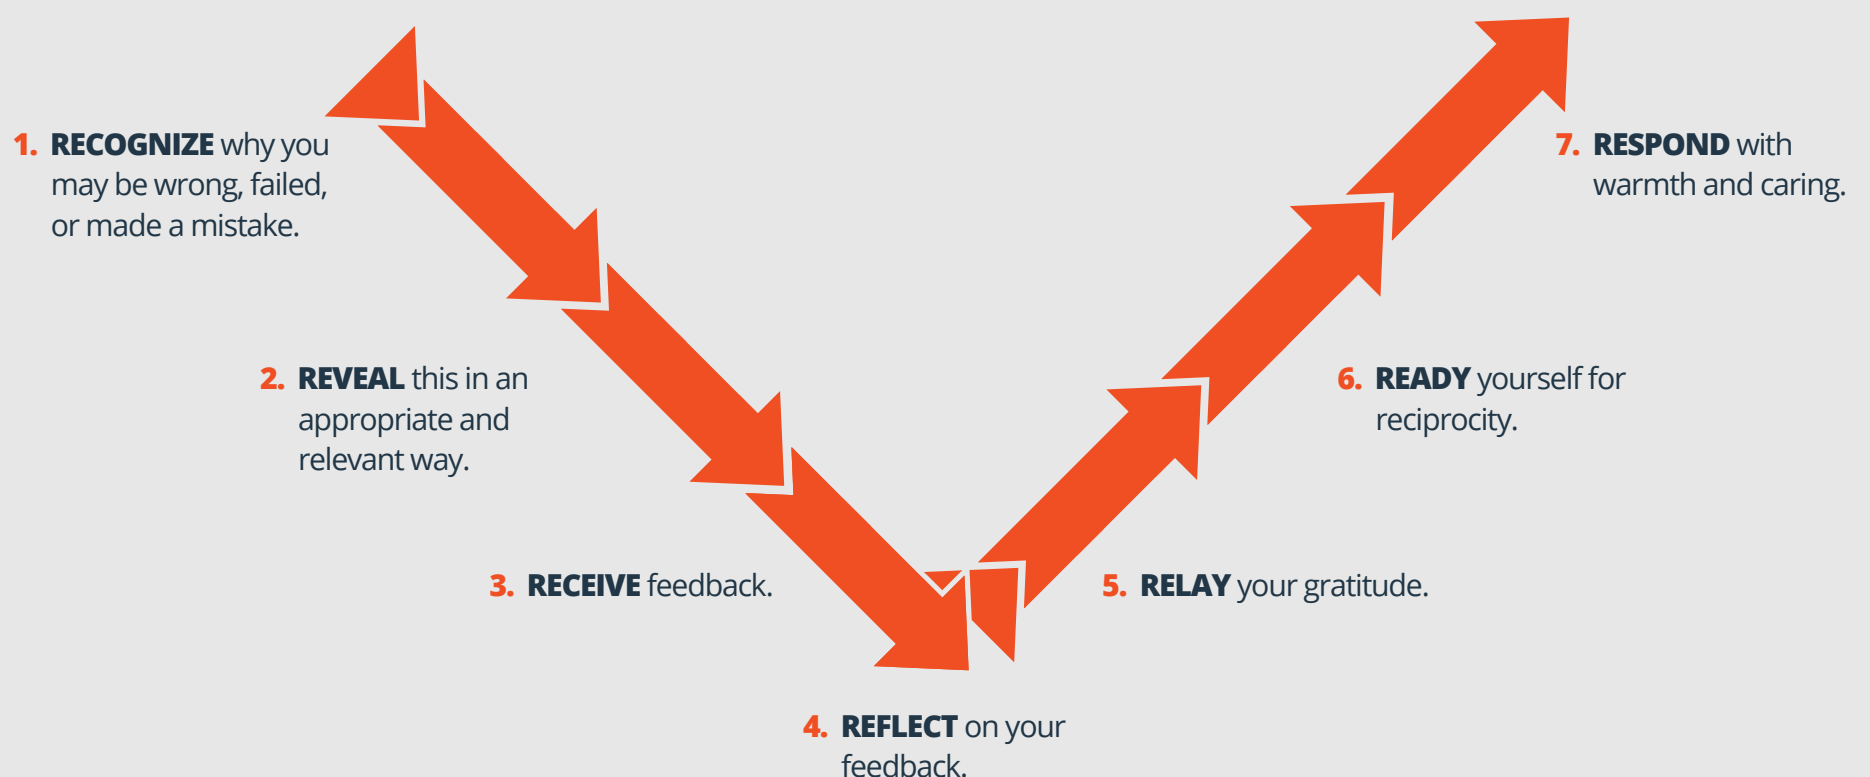 1. RECOGNIZE why you
may be wrong, failed,
or made a mistake.
2. REVEAL this in an
appropriate and
relevant way.
3. RECEIVE feedback.
4. REFLECT on your
feedback.
5. RELAY your gratitude.
6. READY yourself for
reciprocity.
7. RESPOND with
warmth and caring.